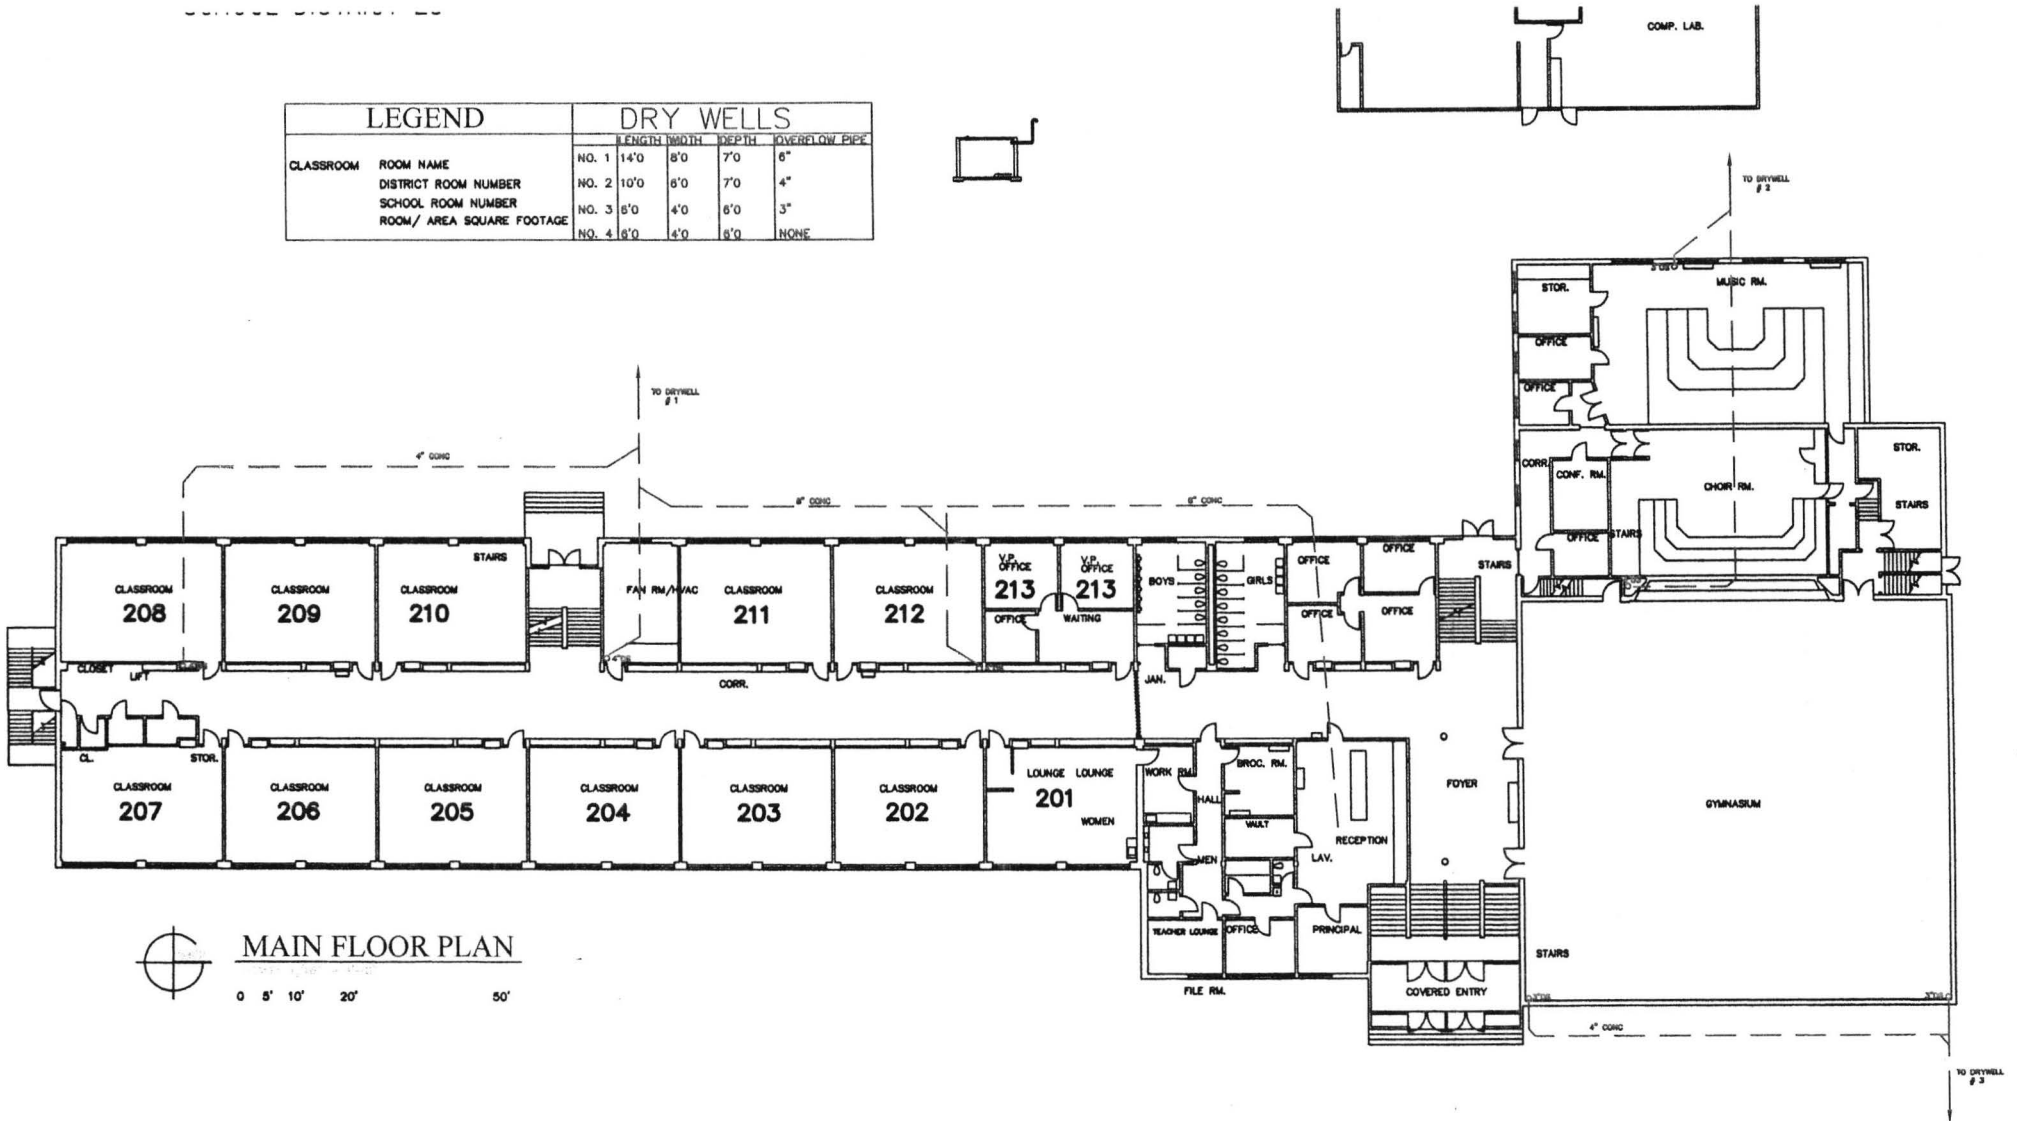 COMP. LAB.
LEGEND
DRY WELLS
LENGTH WIDTH DEPTH OVERFLOW PIPE
NO. 1 14'0 8'0 7'0 6"
CLASSROOM ROOM NAME
DISTRICT ROOM NUMBER
NO. 2 10'0 6'0 7'0 4"
SCHOOL ROOM NUMBER
NO. 3 6'0 4'0 6'0 3"
ROOM/ AREA SQUARE FOOTAGE
NO. 4 6'0 4'0 6'0 NONE
TO DRYWELL
# 2
MUSIC RM.
STOR.
OFFICE
OFFICE
TO DRYWELL
# 1
4" CONC
8" CONC
6" CONC
CORR.
CONF. RM.
CHOIR RM.
STOR.
STAIRS
STAIRS
OFFICE
STAIRS
CLASSROOM
208
CLASSROOM
209
CLASSROOM
210
STAIRS
FAN RM/HVAC
4"DS
CLASSROOM
211
CLASSROOM
212
V.P.
OFFICE
213
V.P.
OFFICE
213
OFFICE
WAITING
BOYS
GIRLS
OFFICE
OFFICE
OFFICE
OFFICE
STAIRS
CLOSET
LIFT
CORR.
JAN.
CL.
STOR.
CLASSROOM
207
CLASSROOM
206
CLASSROOM
205
CLASSROOM
204
CLASSROOM
203
CLASSROOM
202
LOUNGE LOUNGE
201
WOMEN
WORK RM.
HALL
BROC. RM.
VAULT
MEN
LAV.
RECEPTION
FOYER
GYMNASIUM
TEACHER LOUNGE
OFFICE
PRINCIPAL
FILE RM.
COVERED ENTRY
STAIRS
3"DS
3"DS
4" CONC
TO DRYWELL
# 3
MAIN FLOOR PLAN
0 5' 10' 20' 50'